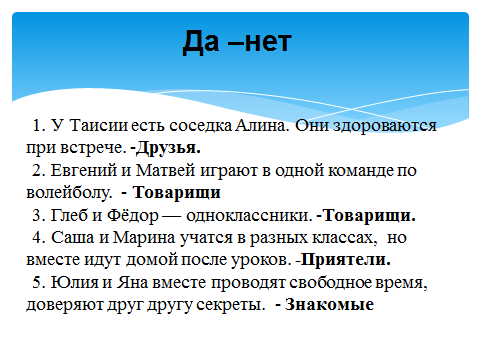 Да –нет
1. У Таисии есть соседка Алина. Они здороваются
при встрече. -Друзья.
2. Евгений и Матвей играют в одной команде по
волейболу. - Товарищи
3. Глеб и Фёдор — одноклассники. -Товарищи.
4. Саша и Марина учатся в разных классах, но
вместе идут домой после уроков. -Приятели.
5. Юлия и Яна вместе проводят свободное время,
доверяют друг другу секреты. - Знакомые